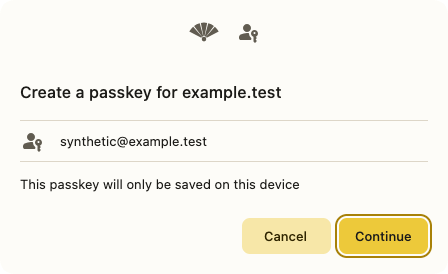 Create a passkey for example.test
synthetic@example.test
This passkey will only be saved on this device
Cancel Continue